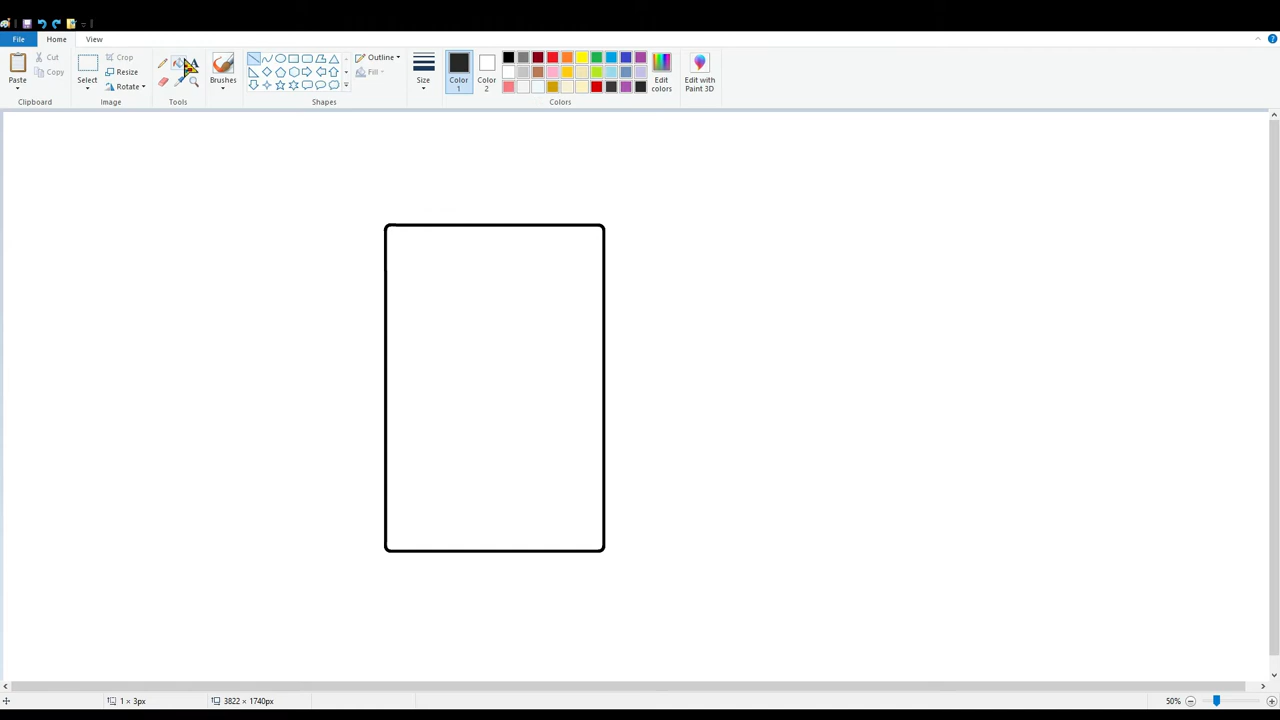 File Home View
Paste
Cut
Copy
Clipboard
Select
Crop
Resize
Rotate
Image
A
Tools
Brushes
Shapes
Outline
Fill
Size
Color 1
Color 2
Edit colors
Colors
Edit with Paint 3D
1 × 3px
3822 × 1740px
50%